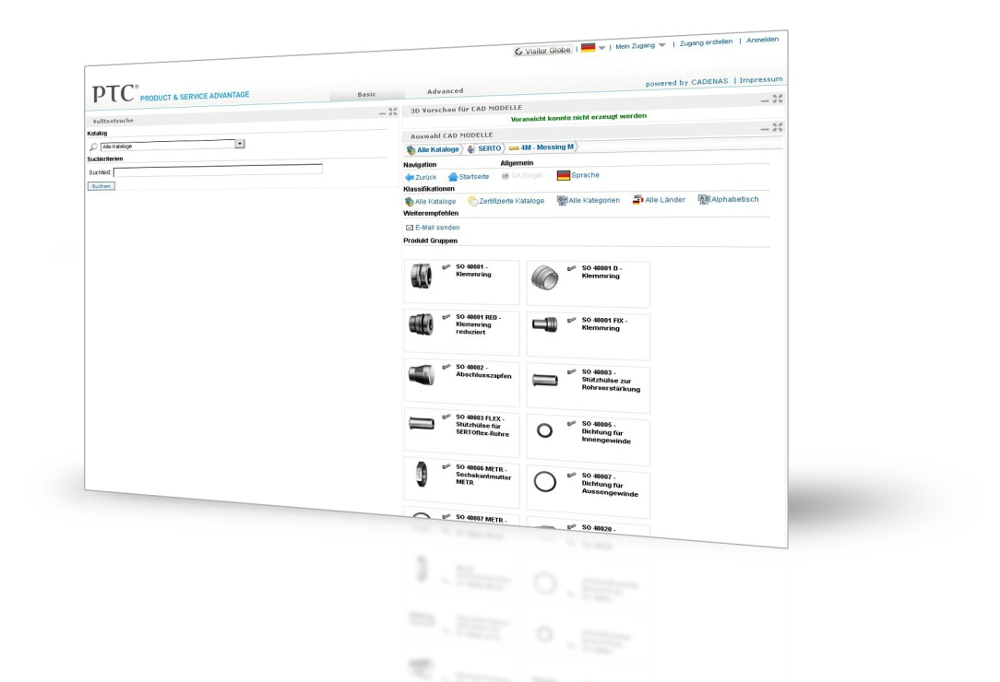 Visitor Globe | | Mein Zugang | Zugang erstellen | Anmelden
PTC® PRODUCT & SERVICE ADVANTAGE
Basic
Advanced
powered by CADENAS | Impressum
Volltextsuche
Katalog
Alle Kataloge
Suchkriterien
Suchtext
Suchen
3D Vorschau für CAD MODELLE
Voransicht konnte nicht erzeugt werden
Auswahl CAD MODELLE
Alle Kataloge SERTO 4M - Messing M
Navigation
Allgemein
Zurück Startseite QA Siegel Sprache
Klassifikationen
Alle Kataloge Zertifizierte Kataloge Alle Kategorien Alle Länder Alphabetisch
Weiterempfehlen
E-Mail senden
Produkt Gruppen
SO 40001 -
Klemmring
SO 40001 D -
Klemmring
SO 40001 RED -
Klemmring
reduziert
SO 40001 FIX -
Klemmring
SO 40002 -
Abschlusszapfen
SO 40003 -
Stützhülse zur
Rohrverstärkung
SO 40003 FLEX -
Stützhülse für
SERTOflex-Rohre
SO 40005 -
Dichtung für
Innengewinde
SO 40006 METR -
Sechskantmutter
METR
SO 40007 -
Dichtung für
Aussengewinde
SO 40007 METR -
SO 40020 -